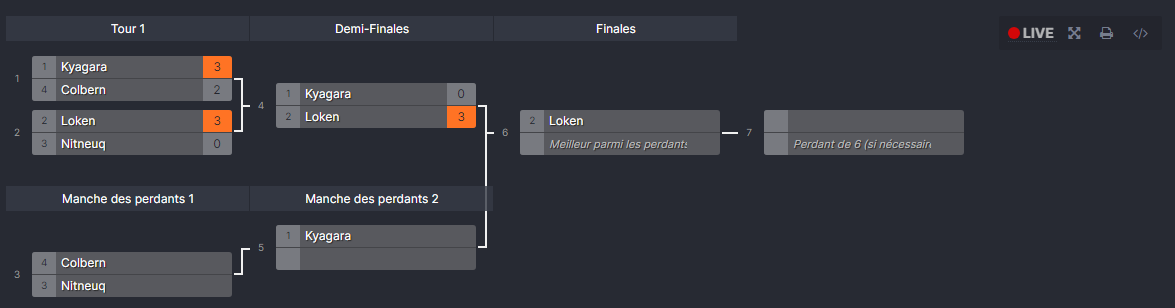 Tour 1
Demi-Finales
Finales
LIVE
1
1 Kyagara 3
4 Colbern 2
2
2 Loken 3
3 Nitneuq 0
4
1 Kyagara 0
2 Loken 3
6
2 Loken
Meilleur parmi les perdants
7
Perdant de 6 (si nécessair
Manche des perdants 1
Manche des perdants 2
3
4 Colbern
3 Nitneuq
5
1 Kyagara